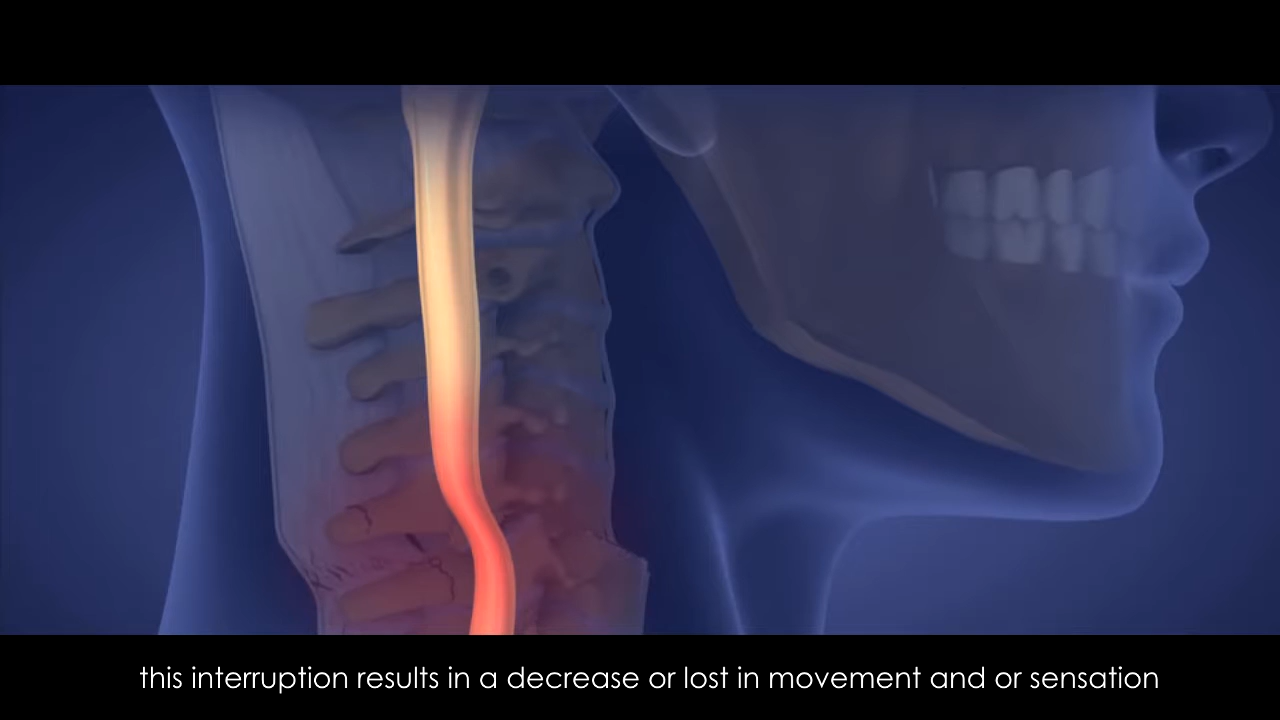 this interruption results in a decrease or lost in movement and or sensation